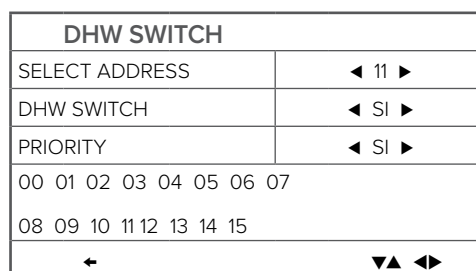 DHW SWITCH
SELECT ADDRESS ◄ 11 ►
DHW SWITCH ◄ SI ►
PRIORITY ◄ SI ►
00 01 02 03 04 05 06 07
08 09 10 11 12 13 14 15
← ▼▲ ◄►